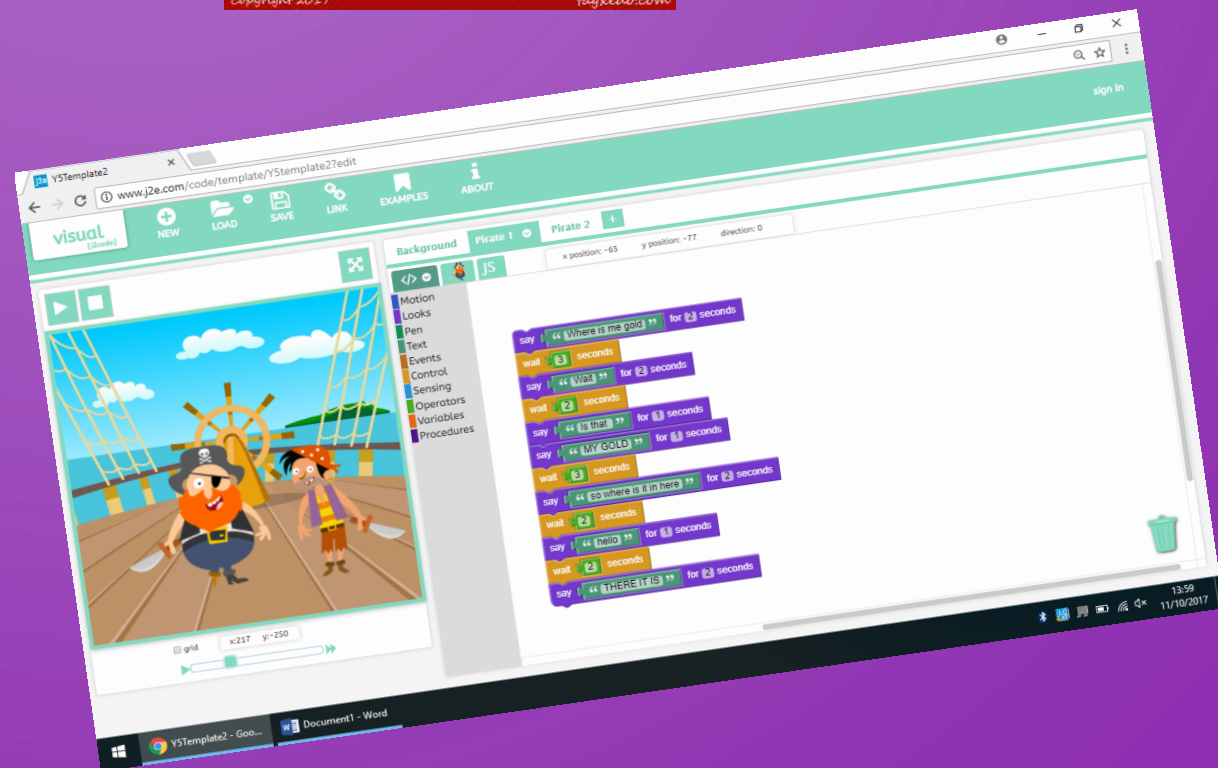 Copyright 2017
fayxedo.com
Y5Template2
www.j2e.com/code/template/Y5template2?edit
sign in
visual
[j2code]
NEW
LOAD
SAVE
LINK
EXAMPLES
ABOUT
Background
Pirate 1
Pirate 2
+
x position: -65
y position: -77
direction: 0
</>
JS
Motion
Looks
Pen
Text
Events
Control
Sensing
Operators
Variables
Procedures
say “ Where is me gold ” for 2 seconds
wait 3 seconds
say “ Wait ” for 2 seconds
wait 2 seconds
say “ Is that ” for 1 seconds
say “ MY GOLD ” for 1 seconds
wait 3 seconds
say “ so where is it in here ” for 2 seconds
wait 2 seconds
say “ hello ” for 1 seconds
wait 2 seconds
say “ THERE IT IS ” for 2 seconds
grid
x:217 y:-250
Y5Template2 - Goo...
Document1 - Word
13:59
11/10/2017